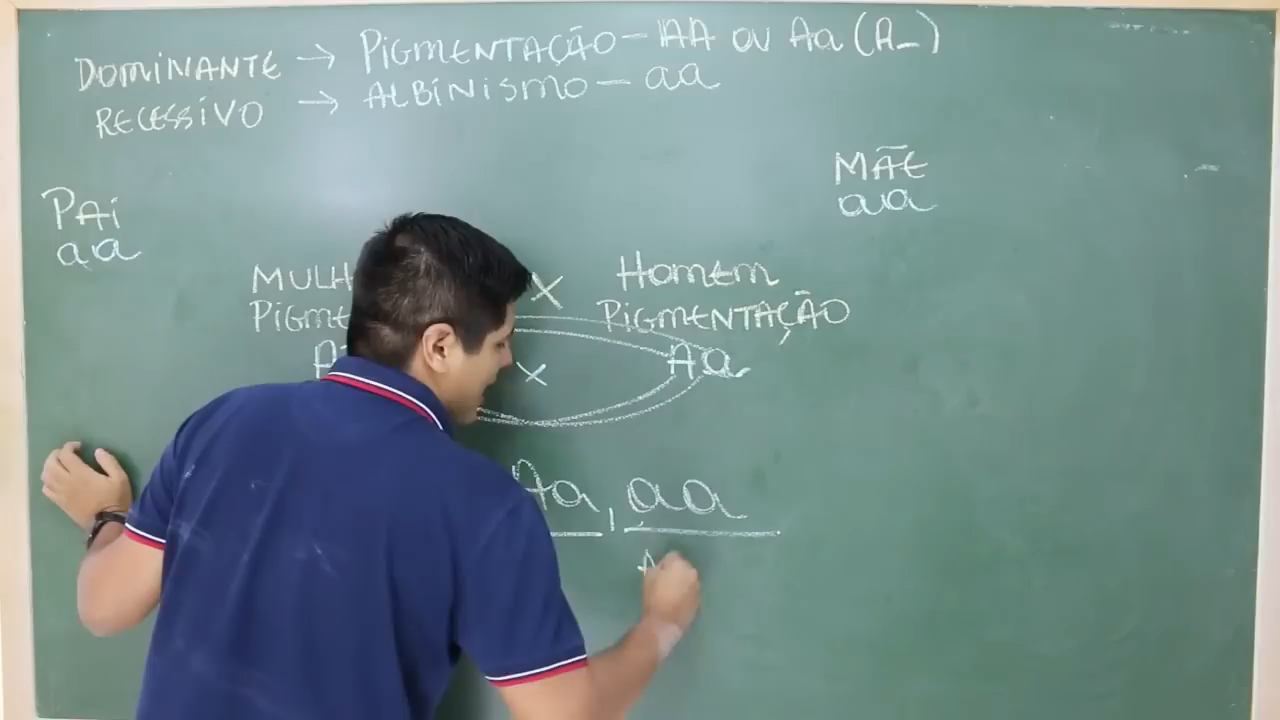 DOMINANTE → PIGMENTAÇÃO - AA OU Aa (A_)
RECESSIVO → ALBINISMO - aa
MÃE
aa
PAI
aa
X Homem
PIGMENTAÇÃO
x Aa
Aa, aa